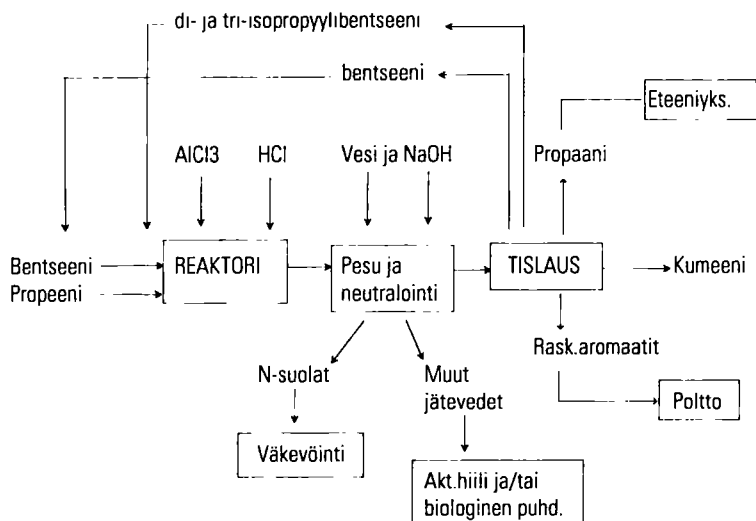 di- ja tri-isopropyylibentseeni
bentseeni
Eteeniyks.
AlCl3 HCl Vesi ja NaOH Propaani
Bentseeni
Propeeni
REAKTORI
Pesu ja
neutralointi
TISLAUS
Kumeeni
Rask.aromaatit
N-suolat
Muut
jätevedet
Poltto
Väkevöinti
Akt.hiili ja/tai
biologinen puhd.